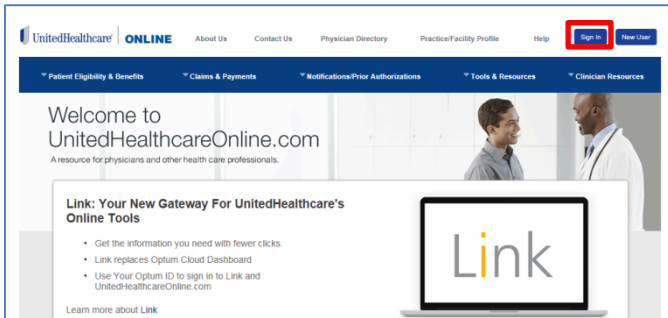 UnitedHealthcare ONLINE About Us Contact Us Physician Directory Practice/Facility Profile Help Sign In New User
Patient Eligibility & Benefits Claims & Payments Notifications/Prior Authorizations Tools & Resources Clinician Resources
Welcome to
UnitedHealthcareOnline.com
A resource for physicians and other health care professionals.
Link: Your New Gateway For UnitedHealthcare's
Online Tools
• Get the information you need with fewer clicks.
• Link replaces Optum Cloud Dashboard
• Use Your Optum ID to sign in to Link and
UnitedHealthcareOnline.com
Learn more about Link
Link